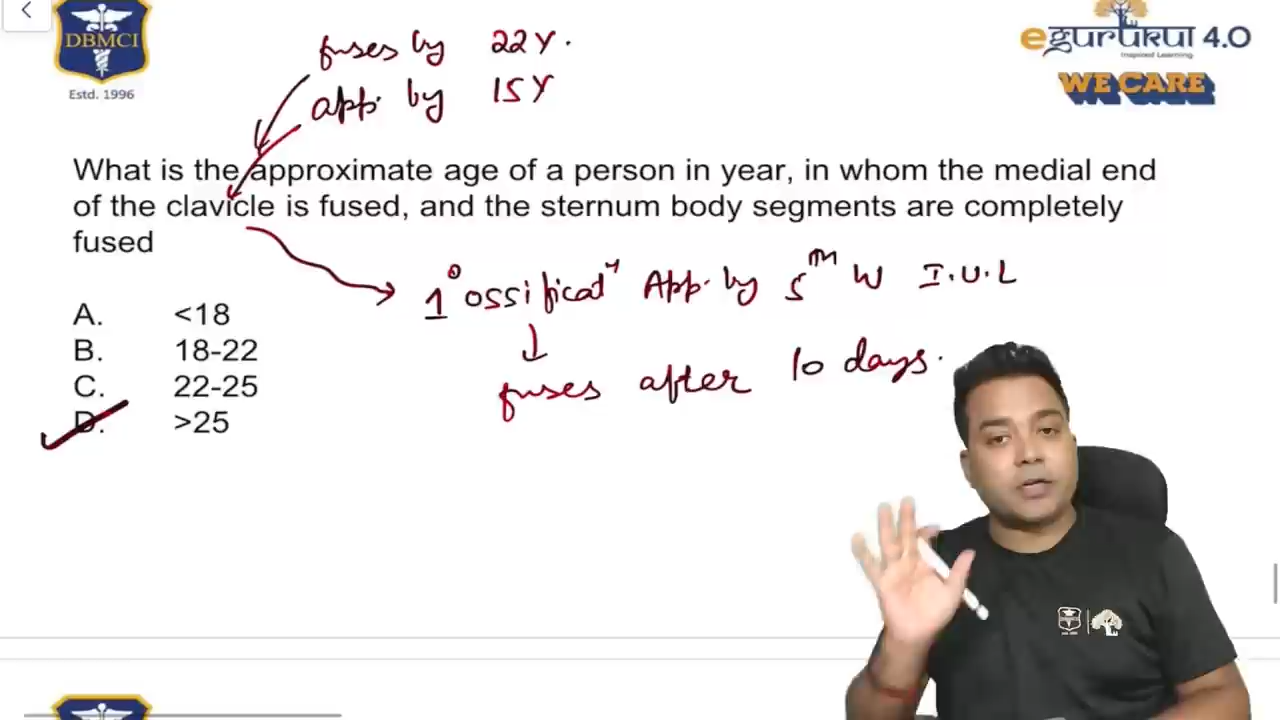 DBMCI
Estd. 1996
egurukul 4.0
Inspired Learning
WE CARE
fuses by 22Y.
app. by 15Y
What is the approximate age of a person in year, in whom the medial end
of the clavicle is fused, and the sternum body segments are completely
fused
1° ossificatⁿ App. by 5th W I.U.L
fuses after 10 days.
A. <18
B. 18-22
C. 22-25
D. >25